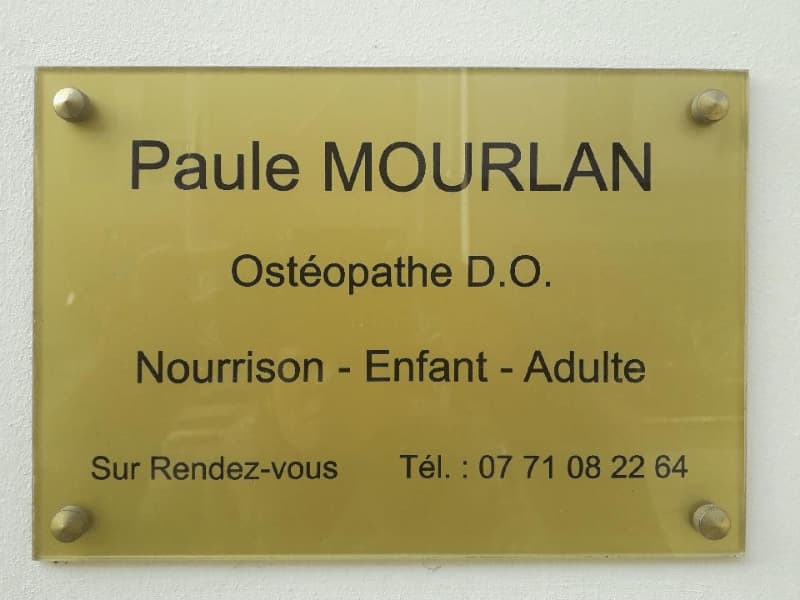 Paule MOURLAN
Ostéopathe D.O.
Nourrison - Enfant - Adulte
Sur Rendez-vous Tél. : 07 71 08 22 64